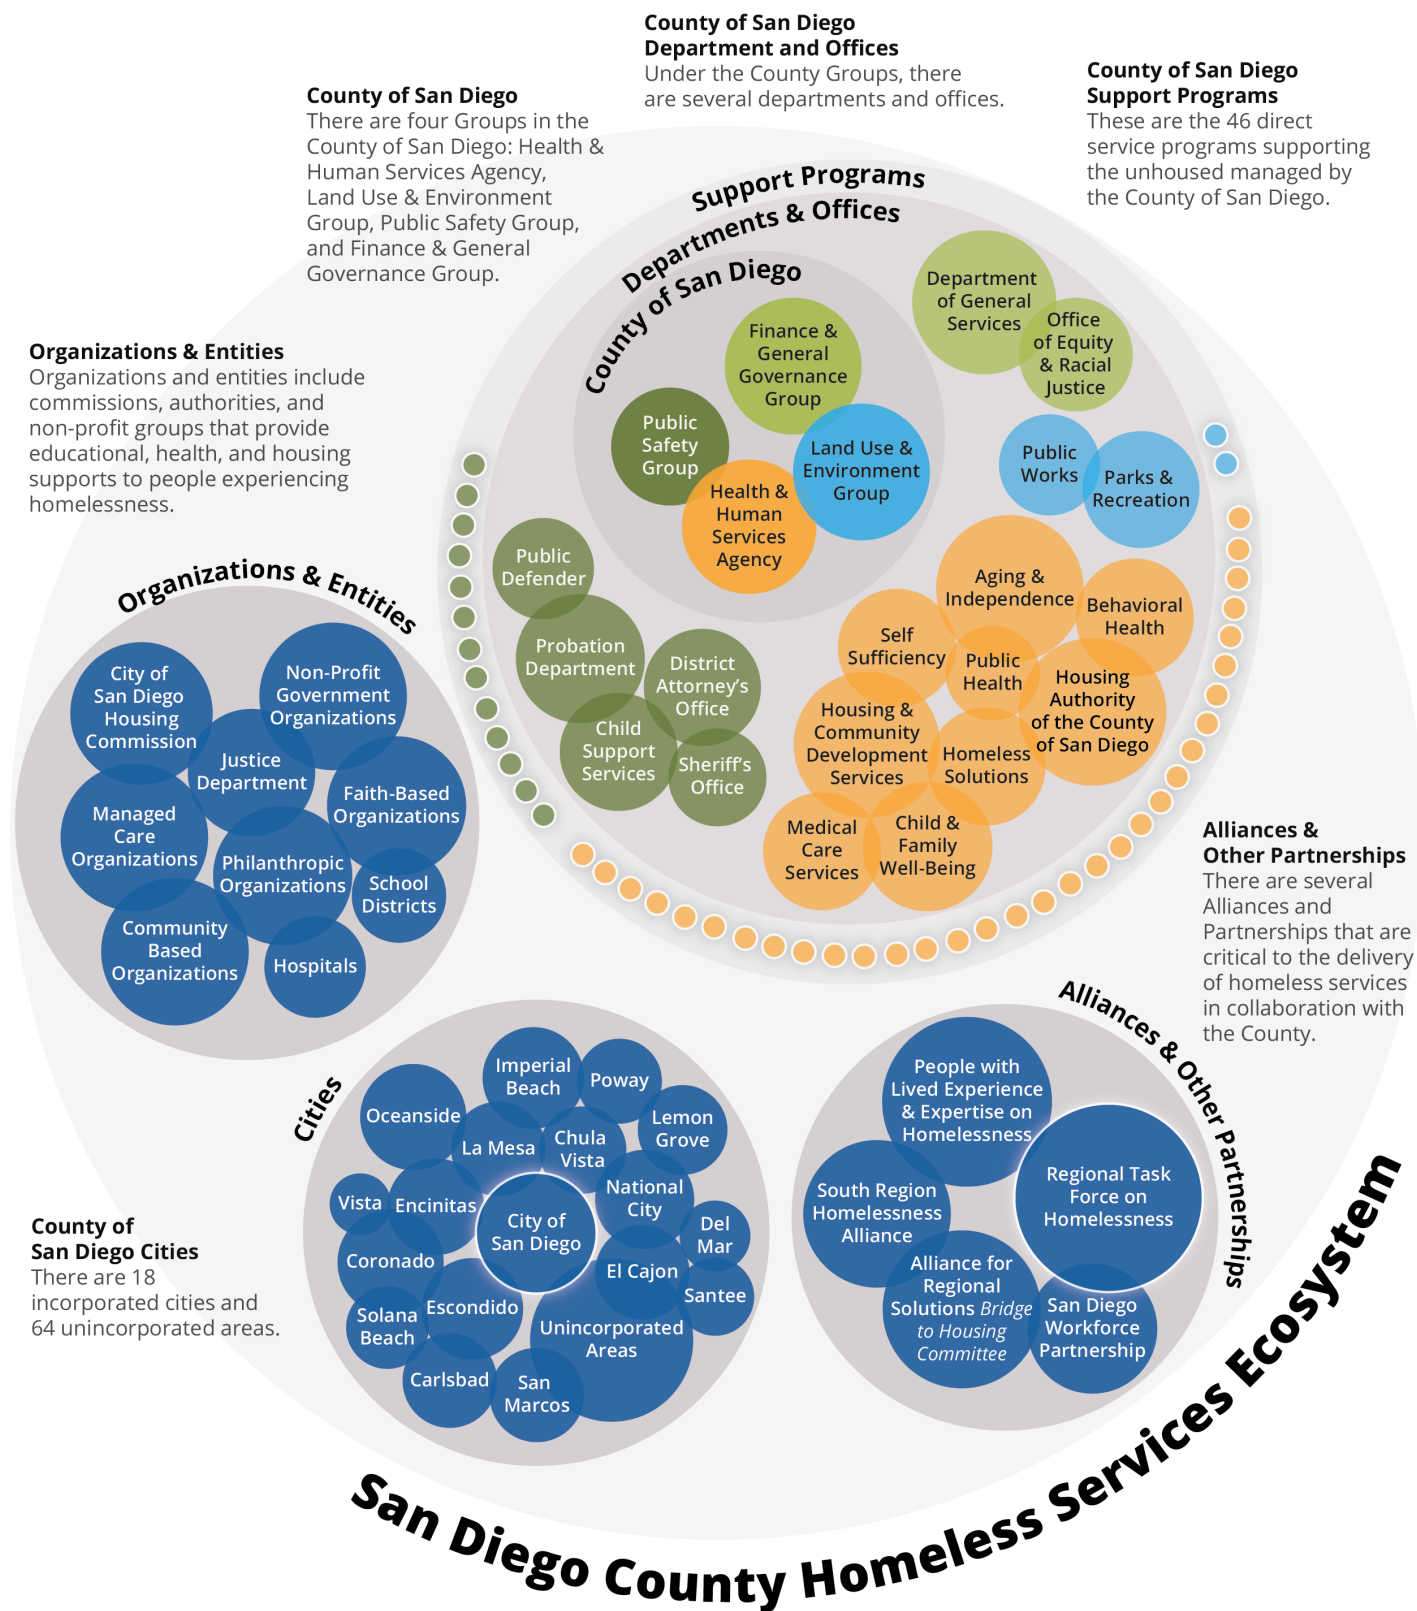 County of San Diego
Department and Offices
Under the County Groups, there
are several departments and offices.
County of San Diego
Support Programs
These are the 46 direct
service programs supporting
the unhoused managed by
the County of San Diego.
County of San Diego
There are four Groups in the
County of San Diego: Health &
Human Services Agency,
Land Use & Environment
Group, Public Safety Group,
and Finance & General
Governance Group.
Organizations & Entities
Organizations and entities include
commissions, authorities, and
non-profit groups that provide
educational, health, and housing
supports to people experiencing
homelessness.
Support Programs
Departments & Offices
County of San Diego
Finance &
General
Governance
Group
Public
Safety
Group
Land Use &
Environment
Group
Health &
Human
Services
Agency
Department
of General
Services
Office
of Equity
& Racial
Justice
Public
Works
Parks &
Recreation
Public
Defender
Probation
Department
District
Attorney's
Office
Child
Support
Services
Sheriff's
Office
Aging &
Independence
Behavioral
Health
Self
Sufficiency
Public
Health
Housing
Authority
of the County
of San Diego
Housing &
Community
Development
Services
Homeless
Solutions
Medical
Care
Services
Child &
Family
Well-Being
Organizations & Entities
City of
San Diego
Housing
Commission
Non-Profit
Government
Organizations
Justice
Department
Faith-Based
Organizations
Managed
Care
Organizations
Philanthropic
Organizations
School
Districts
Community
Based
Organizations
Hospitals
Alliances &
Other Partnerships
There are several
Alliances and
Partnerships that are
critical to the delivery
of homeless services
in collaboration with
the County.
Cities
Imperial
Beach
Poway
Oceanside
Lemon
Grove
La Mesa
Chula
Vista
Vista
Encinitas
National
City
City of
San Diego
Del
Mar
Coronado
El Cajon
Santee
Solana
Beach
Escondido
Unincorporated
Areas
Carlsbad
San
Marcos
County of
San Diego Cities
There are 18
incorporated cities and
64 unincorporated areas.
Alliances & Other Partnerships
People with
Lived Experience
& Expertise on
Homelessness
Regional Task
Force on
Homelessness
South Region
Homelessness
Alliance
Alliance for
Regional
Solutions Bridge
to Housing
Committee
San Diego
Workforce
Partnership
San Diego County Homeless Services Ecosystem